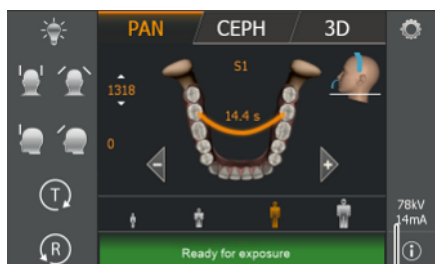 PAN
CEPH
3D
S1
1318
14.4 s
0
78kV
14mA
T
R
Ready for exposure